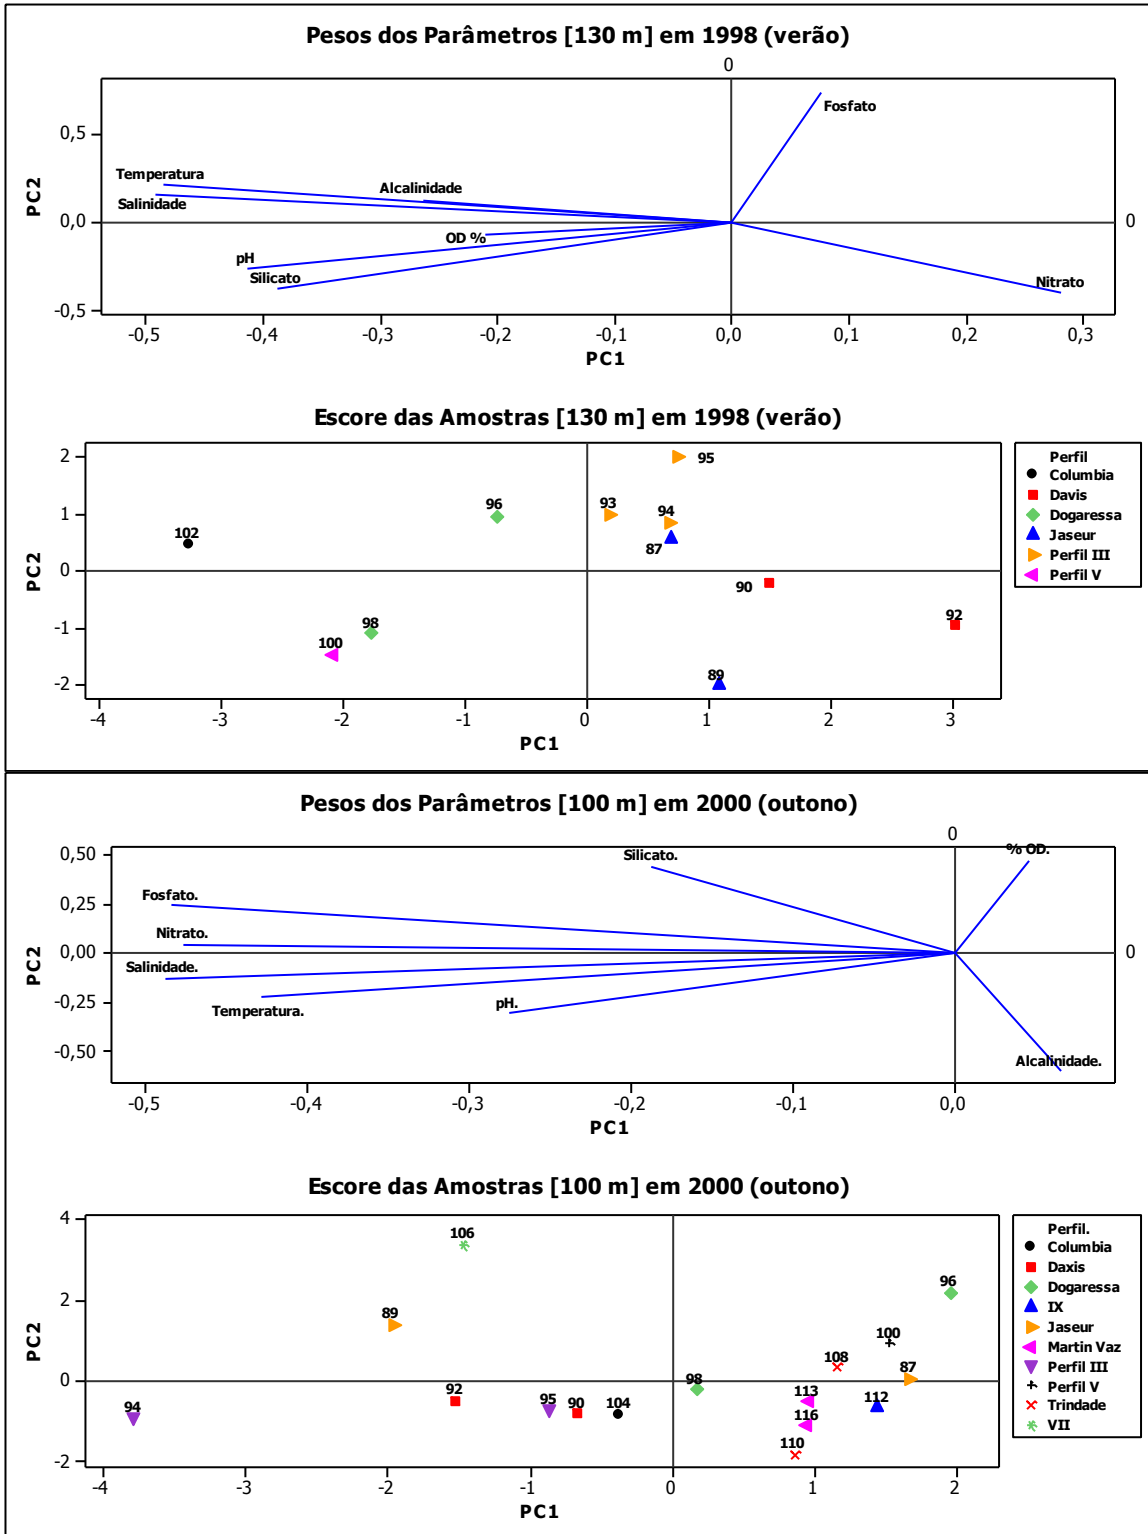 Pesos dos Parâmetros [130 m] em 1998 (verão)
0
Fosfato
0,5
Temperatura
Alcalinidade
Salinidade
PC2
0,0
0
OD %
pH
Silicato
Nitrato
-0,5
-0,5 -0,4 -0,3 -0,2 -0,1 0,0 0,1 0,2 0,3
PC1
Escore das Amostras [130 m] em 1998 (verão)
2
95
Perfil
Columbia
96
93
1
94
Davis
102
87
Dogaressa
PC2
0
Jaseur
90
Perfil III
92
Perfil V
98
-1
100
89
-2
-4 -3 -2 -1 0 1 2 3
PC1
Pesos dos Parâmetros [100 m] em 2000 (outono)
0
0,50
Silicato.
% OD.
Fosfato.
0,25
Nitrato.
PC2
0,00
0
Salinidade.
-0,25
Temperatura.
pH.
-0,50
Alcalinidade.
-0,5 -0,4 -0,3 -0,2 -0,1 0,0
PC1
Escore das Amostras [100 m] em 2000 (outono)
4
106
Perfil.
Columbia
Daxis
96
2
Dogaressa
89
IX
100
Jaseur
108
87
Martin Vaz
PC2
0
98
92
113
112
Perfil III
94
95
90
104
116
Perfil V
110
Trindade
-2
VII
-4 -3 -2 -1 0 1 2
PC1